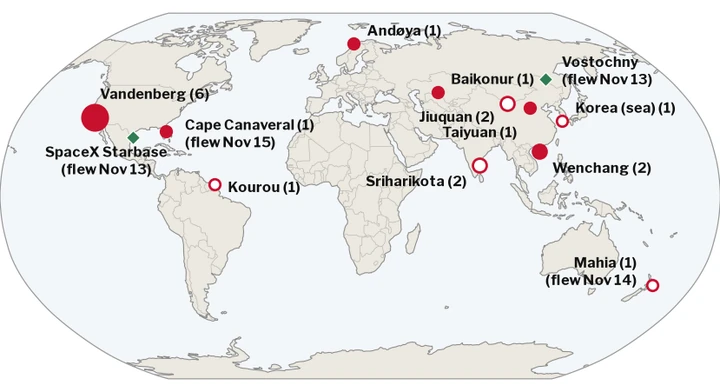 Andøya (1)
Vostochny
(flew Nov 13)
Baikonur (1)
Vandenberg (6)
Korea (sea) (1)
Jiuquan (2)
Cape Canaveral (1)
(flew Nov 15)
Taiyuan (1)
SpaceX Starbase
(flew Nov 13)
Wenchang (2)
Sriharikota (2)
Kourou (1)
Mahia (1)
(flew Nov 14)